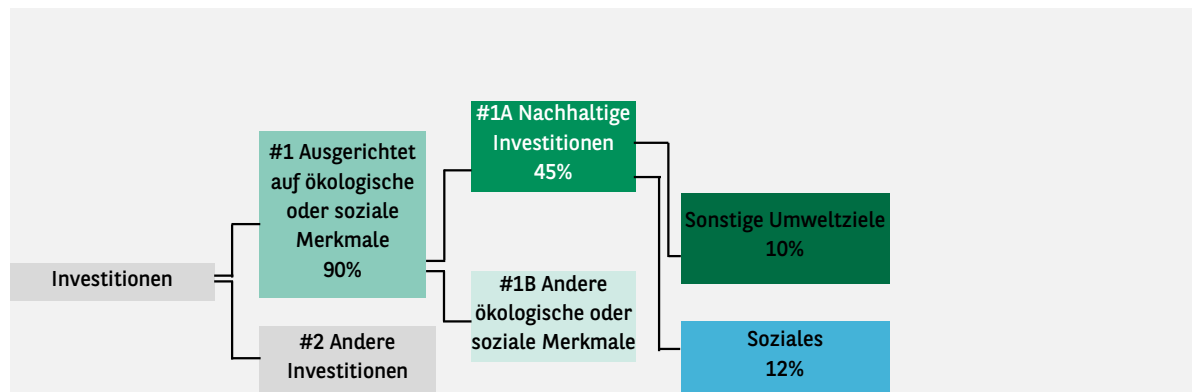 Investitionen
#1 Ausgerichtet
auf ökologische
oder soziale
Merkmale
90%
#2 Andere
Investitionen
#1A Nachhaltige
Investitionen
45%
#1B Andere
ökologische oder
soziale Merkmale
Sonstige Umweltziele
10%
Soziales
12%